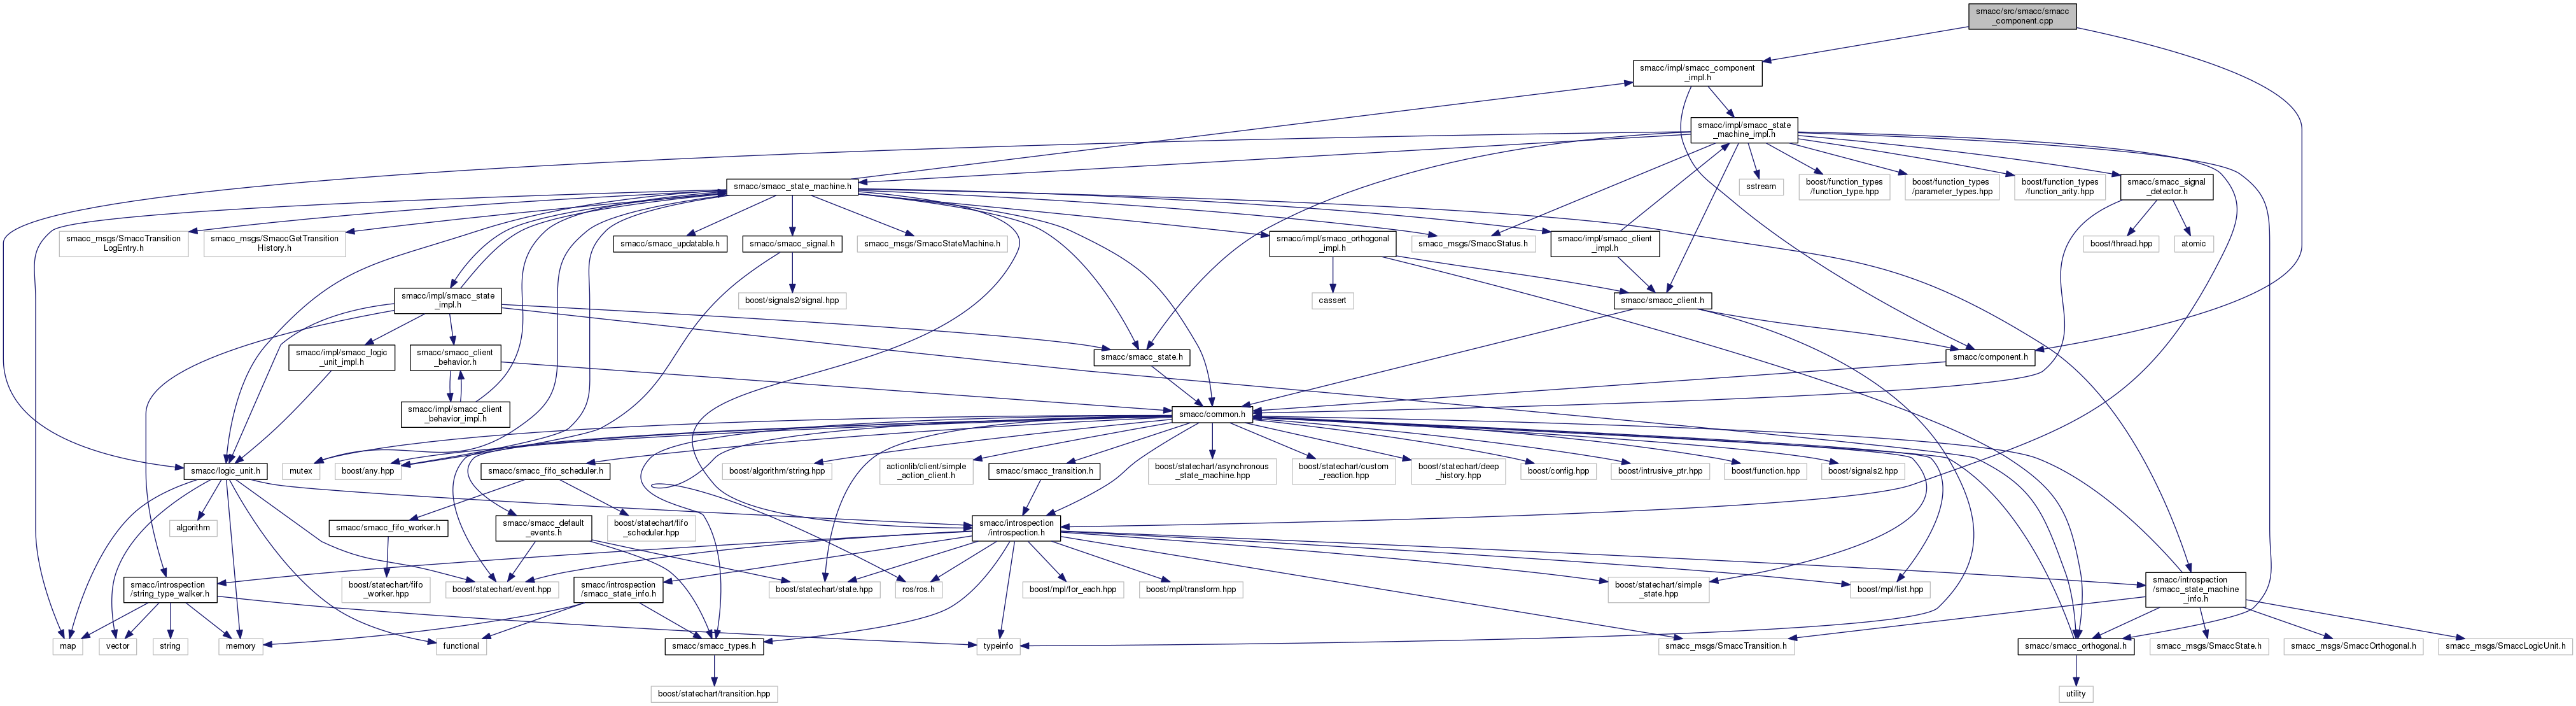 smacc/src/smacc/smacc
_component.cpp
smacc/impl/smacc_component
_impl.h
smacc/impl/smacc_state
_machine_impl.h
smacc/smacc_state_machine.h
sstream
boost/function_types
/function_type.hpp
boost/function_types
/parameter_types.hpp
boost/function_types
/function_arity.hpp
smacc/smacc_signal
_detector.h
smacc_msgs/SmaccTransition
LogEntry.h
smacc_msgs/SmaccGetTransition
History.h
smacc/smacc_updatable.h
smacc/smacc_signal.h
smacc_msgs/SmaccStateMachine.h
smacc/impl/smacc_orthogonal
_impl.h
smacc_msgs/SmaccStatus.h
smacc/impl/smacc_client
_impl.h
boost/thread.hpp
atomic
smacc/impl/smacc_state
_impl.h
boost/signals2/signal.hpp
cassert
smacc/smacc_client.h
smacc/impl/smacc_logic
_unit_impl.h
smacc/smacc_client
_behavior.h
smacc/smacc_state.h
smacc/component.h
smacc/impl/smacc_client
_behavior_impl.h
smacc/common.h
smacc/logic_unit.h
mutex
boost/any.hpp
smacc/smacc_fifo_scheduler.h
boost/algorithm/string.hpp
actionlib/client/simple
_action_client.h
smacc/smacc_transition.h
boost/statechart/asynchronous
_state_machine.hpp
boost/statechart/custom
_reaction.hpp
boost/statechart/deep
_history.hpp
boost/config.hpp
boost/intrusive_ptr.hpp
boost/function.hpp
boost/signals2.hpp
algorithm
smacc/smacc_fifo_worker.h
smacc/smacc_default
_events.h
boost/statechart/fifo
_scheduler.hpp
smacc/introspection
/introspection.h
smacc/introspection
/string_type_walker.h
boost/statechart/fifo
_worker.hpp
boost/statechart/event.hpp
smacc/introspection
/smacc_state_info.h
boost/statechart/state.hpp
ros/ros.h
boost/mpl/for_each.hpp
boost/mpl/transform.hpp
boost/statechart/simple
_state.hpp
boost/mpl/list.hpp
smacc/introspection
/smacc_state_machine
_info.h
map
vector
string
memory
functional
smacc/smacc_types.h
typeinfo
smacc_msgs/SmaccTransition.h
smacc/smacc_orthogonal.h
smacc_msgs/SmaccState.h
smacc_msgs/SmaccOrthogonal.h
smacc_msgs/SmaccLogicUnit.h
boost/statechart/transition.hpp
utility